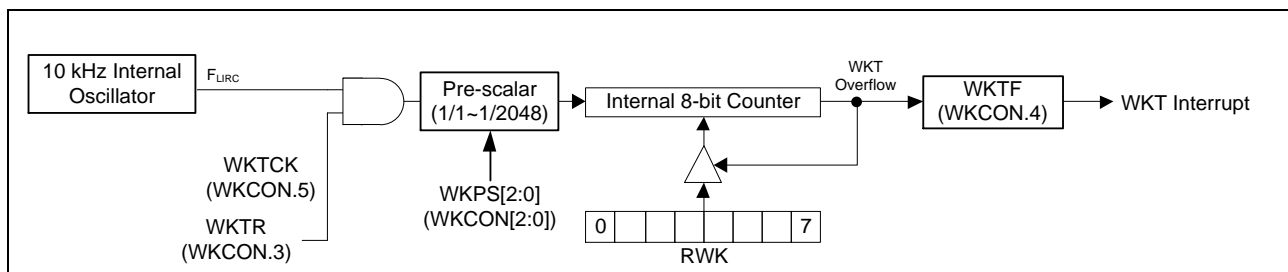 10 kHz Internal
Oscillator
FLIRC
WKTCK
(WKCON.5)
WKTR
(WKCON.3)
Pre-scalar
(1/1~1/2048)
WKPS[2:0]
(WKCON[2:0])
Internal 8-bit Counter
0
7
RWK
WKT
Overflow
WKTF
(WKCON.4)
WKT Interrupt